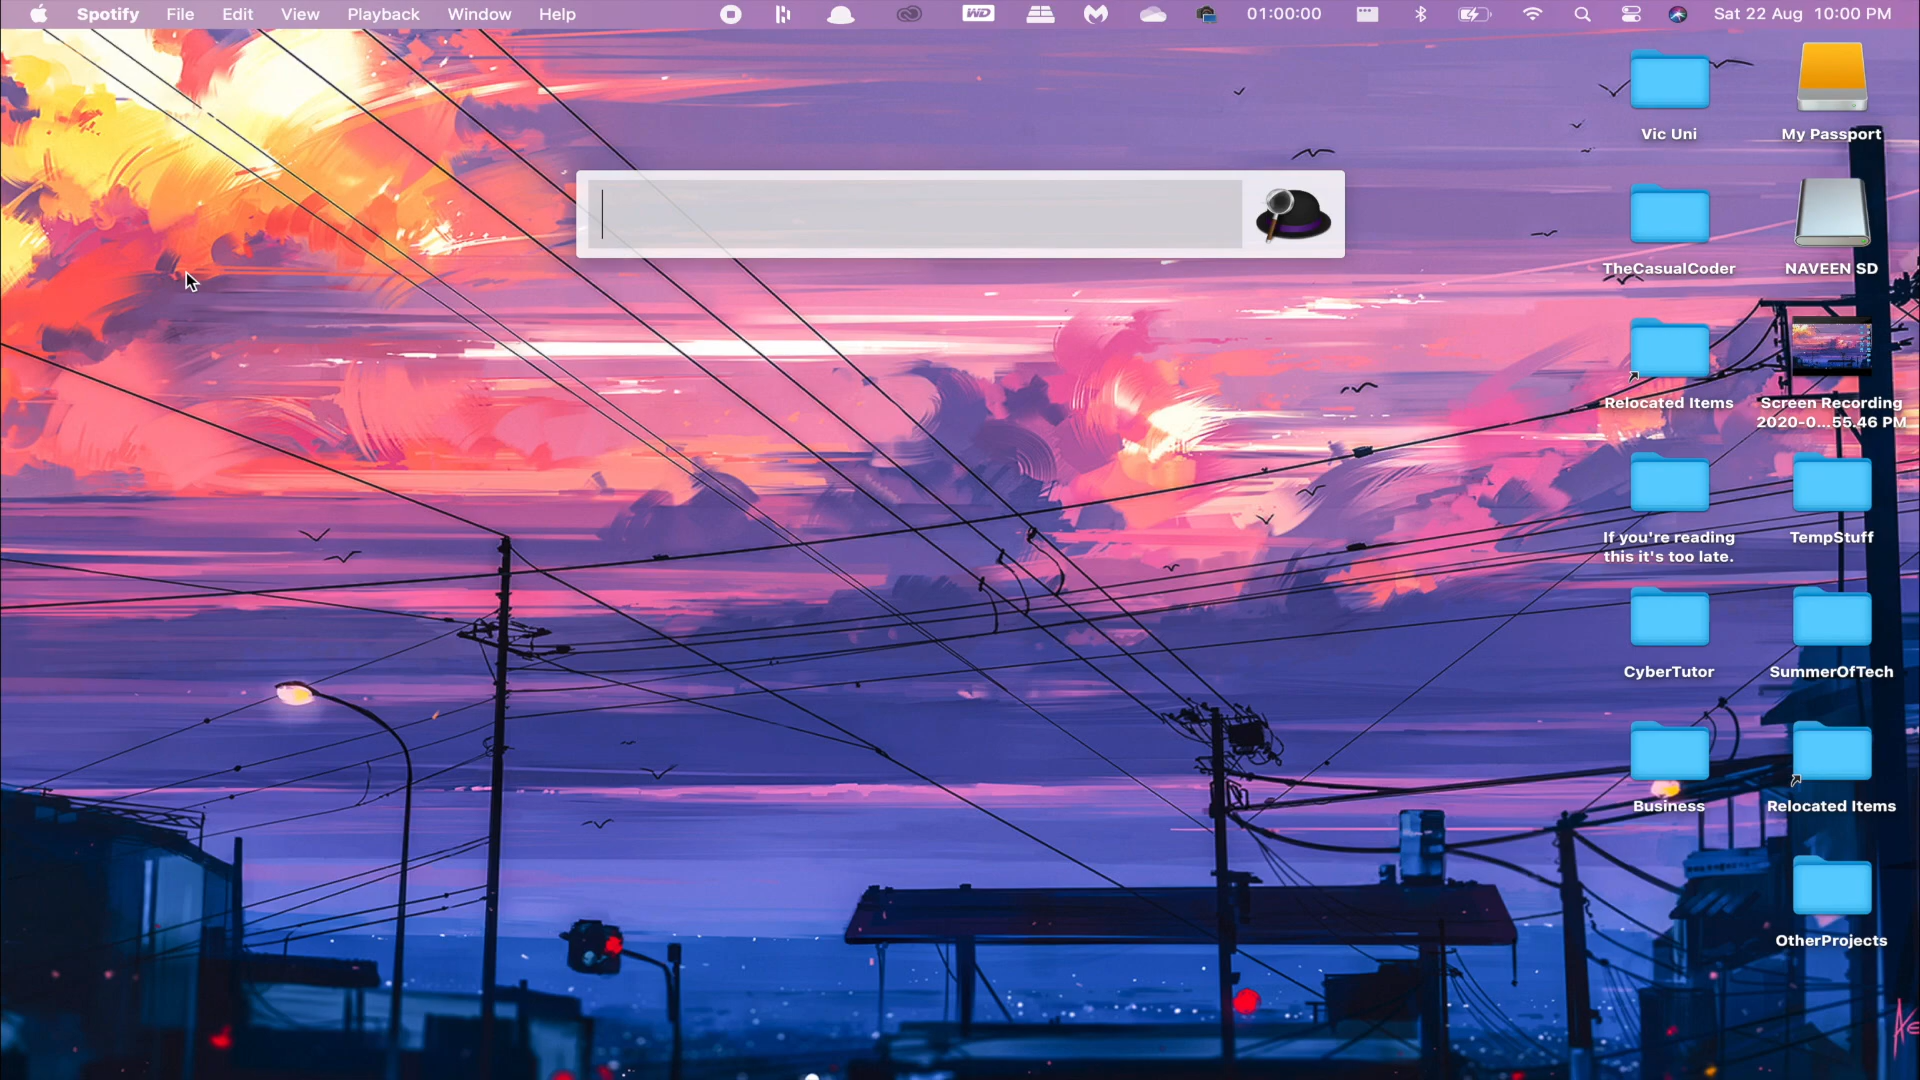 Spotify File Edit View Playback Window Help WD 01:00:00 Sat 22 Aug 10:00 PM
Vic Uni
My Passport
TheCasualCoder
NAVEEN SD
Relocated Items
Screen Recording
2020-0...55.46 PM
If you're reading
this it's too late.
TempStuff
CyberTutor
SummerOfTech
Business
Relocated Items
OtherProjects